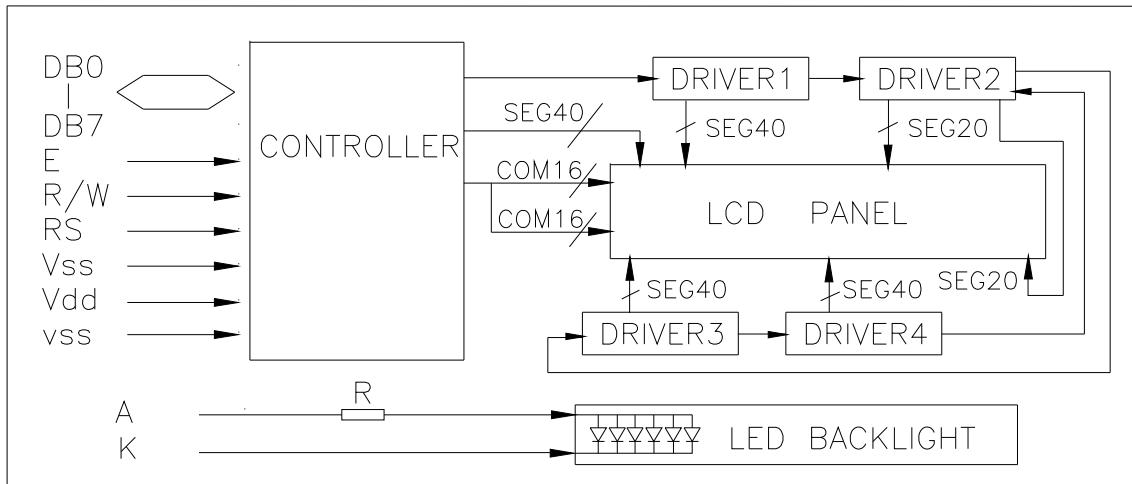 DB0
DB7
E
R/W
RS
Vss
Vdd
vss
CONTROLLER
DRIVER1
DRIVER2
SEG40
SEG40
SEG20
COM16
COM16
LCD PANEL
SEG40
SEG40
SEG20
DRIVER3
DRIVER4
A
R
K
LED BACKLIGHT